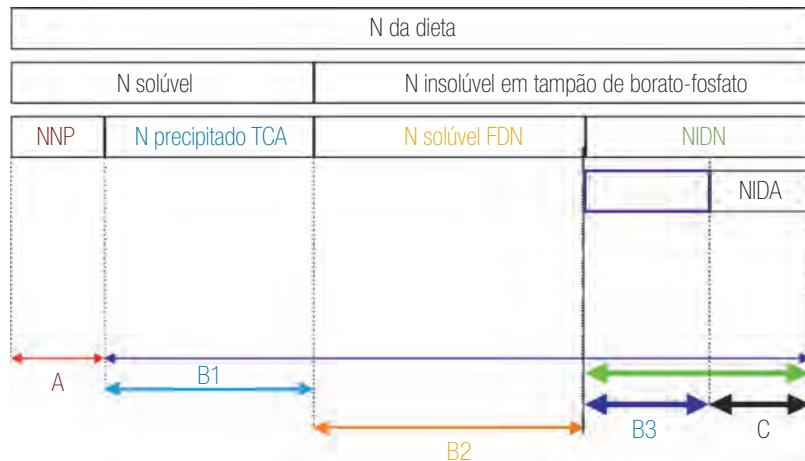 N da dieta
N solúvel N insolúvel em tampão de borato-fosfato
NNP N precipitado TCA N solúvel FDN NIDN
NIDA
A B1 B3 C
B2